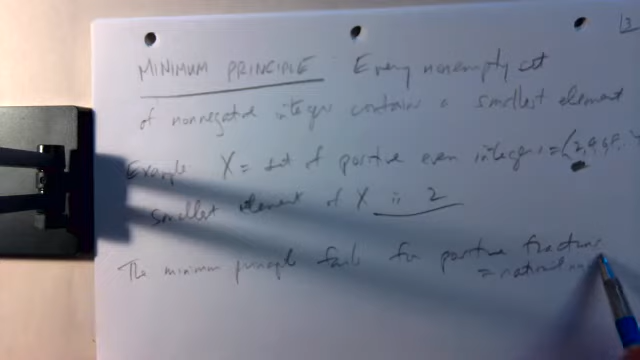 13
MINIMUM PRINCIPLE Every nonempty set
of nonnegative integers contains a smallest element
Example: X = set of positive even integers = {2,4,6,8,...}
smallest element of X is 2
The minimum principle fails for positive fractions
= rational